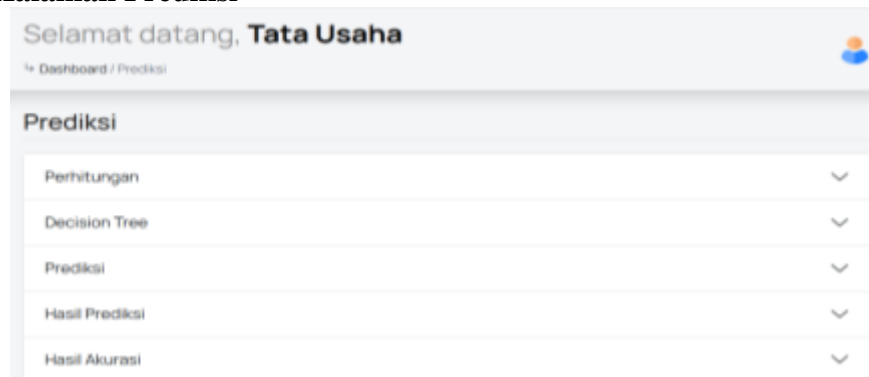 Selamat datang, Tata Usaha
↳ Dashboard / Prediksi
Prediksi
Perhitungan
Decision Tree
Prediksi
Hasil Prediksi
Hasil Akurasi